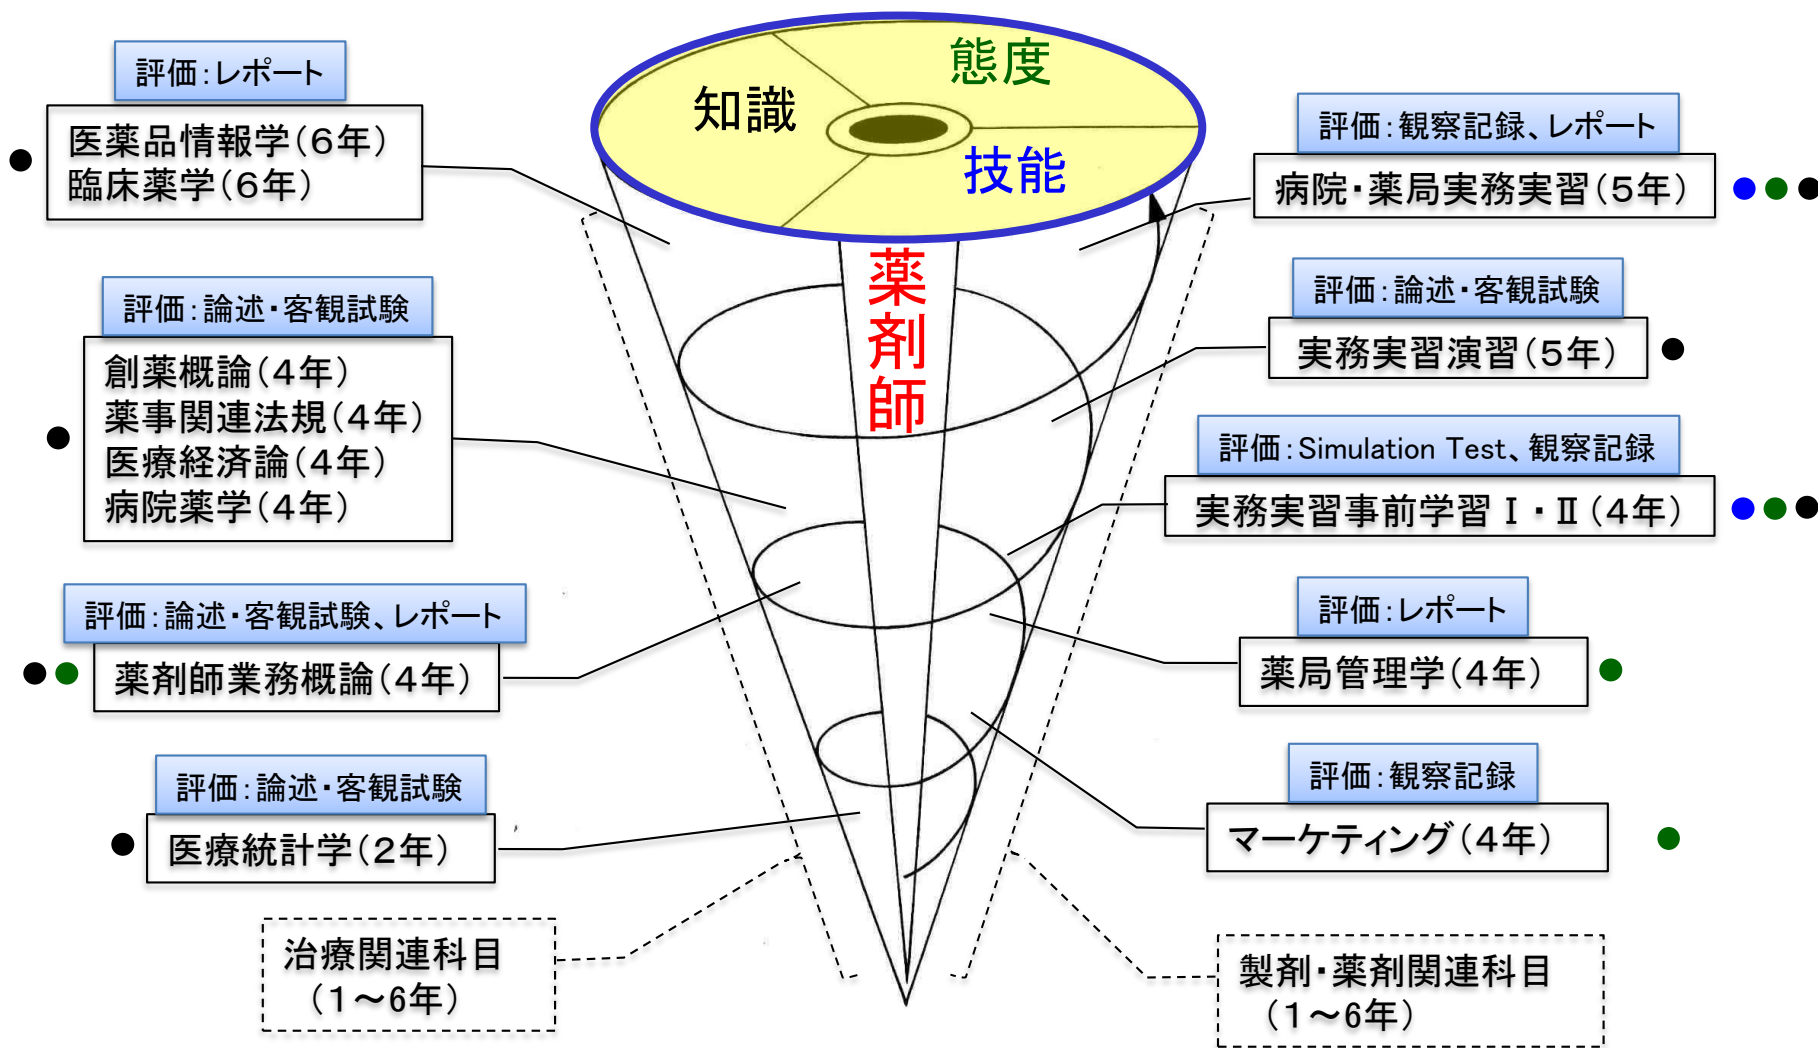 知識
態度
技能
薬剤師
評価：レポート
医薬品情報学（６年）
臨床薬学（６年）
評価：論述・客観試験
創薬概論（４年）
薬事関連法規（４年）
医療経済論（４年）
病院薬学（４年）
評価：論述・客観試験、レポート
薬剤師業務概論（４年）
評価：論述・客観試験
医療統計学（２年）
治療関連科目
（１～6年）
評価：観察記録、レポート
病院・薬局実務実習（５年）
評価：論述・客観試験
実務実習演習（５年）
評価：Simulation Test、観察記録
実務実習事前学習Ⅰ・Ⅱ（４年）
評価：レポート
薬局管理学（４年）
評価：観察記録
マーケティング（４年）
製剤・薬剤関連科目
（１～6年）